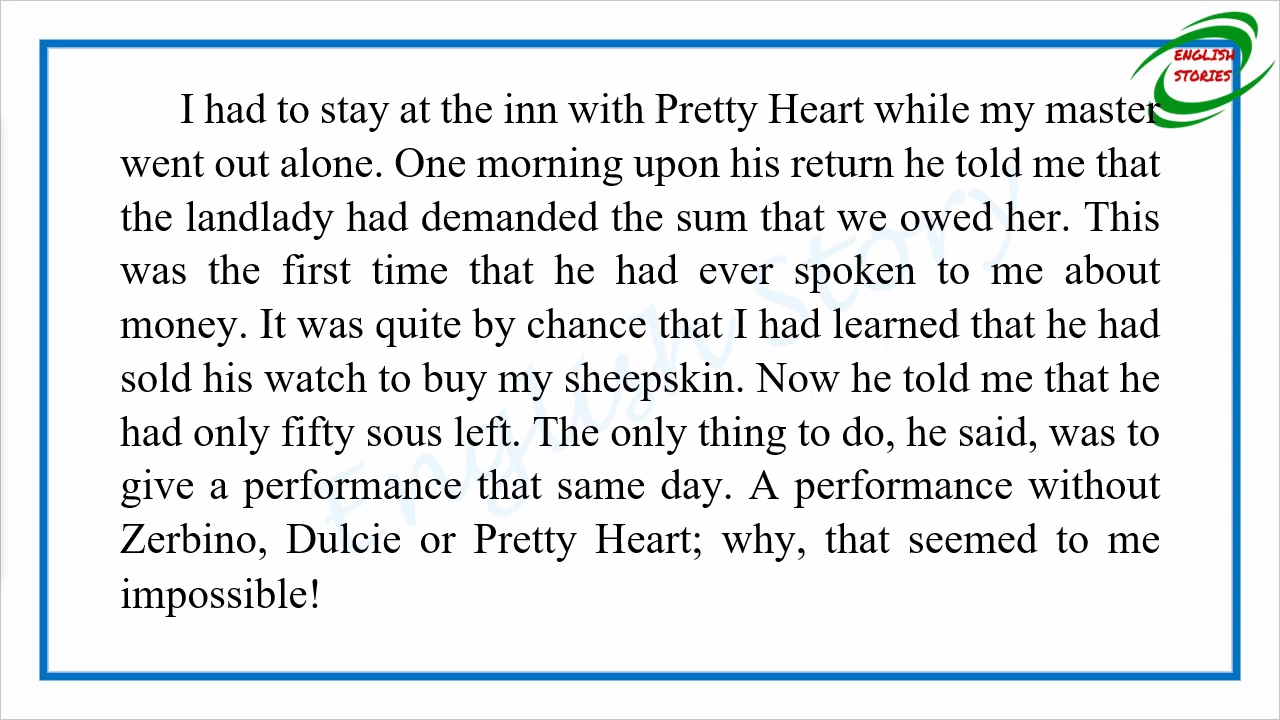 ENGLISH
STORIES
I had to stay at the inn with Pretty Heart while my master
went out alone. One morning upon his return he told me that
the landlady had demanded the sum that we owed her. This
was the first time that he had ever spoken to me about
money. It was quite by chance that I had learned that he had
sold his watch to buy my sheepskin. Now he told me that he
had only fifty sous left. The only thing to do, he said, was to
give a performance that same day. A performance without
Zerbino, Dulcie or Pretty Heart; why, that seemed to me
impossible!
English Story